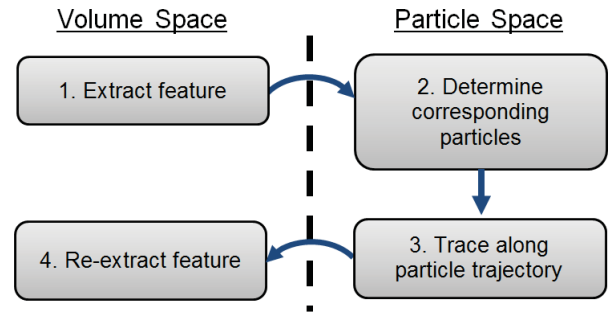 Volume Space
Particle Space
1. Extract feature
2. Determine
corresponding
particles
3. Trace along
particle trajectory
4. Re-extract feature